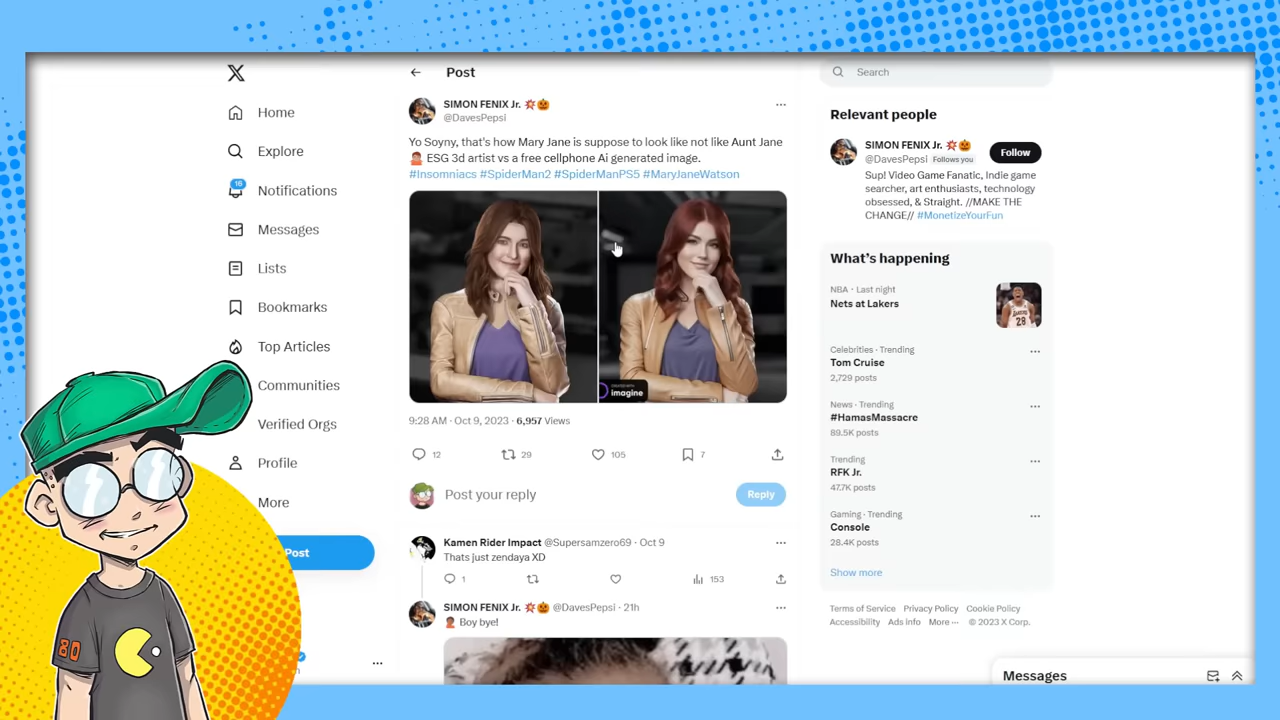 Home
Explore
16
Notifications
Messages
Lists
Bookmarks
Top Articles
Communities
Verified Orgs
Profile
More
Post
80
Post
SIMON FENIX Jr.
@DavesPepsi
Yo Soyny, that's how Mary Jane is suppose to look like not like Aunt Jane
ESG 3d artist vs a free cellphone Ai generated image.
#Insomniacs #SpiderMan2 #SpiderManPS5 #MaryJaneWatson
imagine
9:28 AM · Oct 9, 2023 · 6,957 Views
12 29 105 7
Post your reply
Reply
Kamen Rider Impact @Supersamzero69 · Oct 9
Thats just zendaya XD
1 153
SIMON FENIX Jr. @DavesPepsi · 21h
Boy bye!
Search
Relevant people
SIMON FENIX Jr.
@DavesPepsi Follows you
Follow
Sup! Video Game Fanatic, Indie game
searcher, art enthusiasts, technology
obsessed, & Straight. //MAKE THE
CHANGE// #MonetizeYourFun
What's happening
NBA · Last night
Nets at Lakers
LAKERS
28
Celebrities · Trending
Tom Cruise
2,729 posts
News · Trending
#HamasMassacre
89.5K posts
Trending
RFK Jr.
47.7K posts
Gaming · Trending
Console
28.4K posts
Show more
Terms of Service Privacy Policy Cookie Policy
Accessibility Ads info More ··· © 2023 X Corp.
Messages